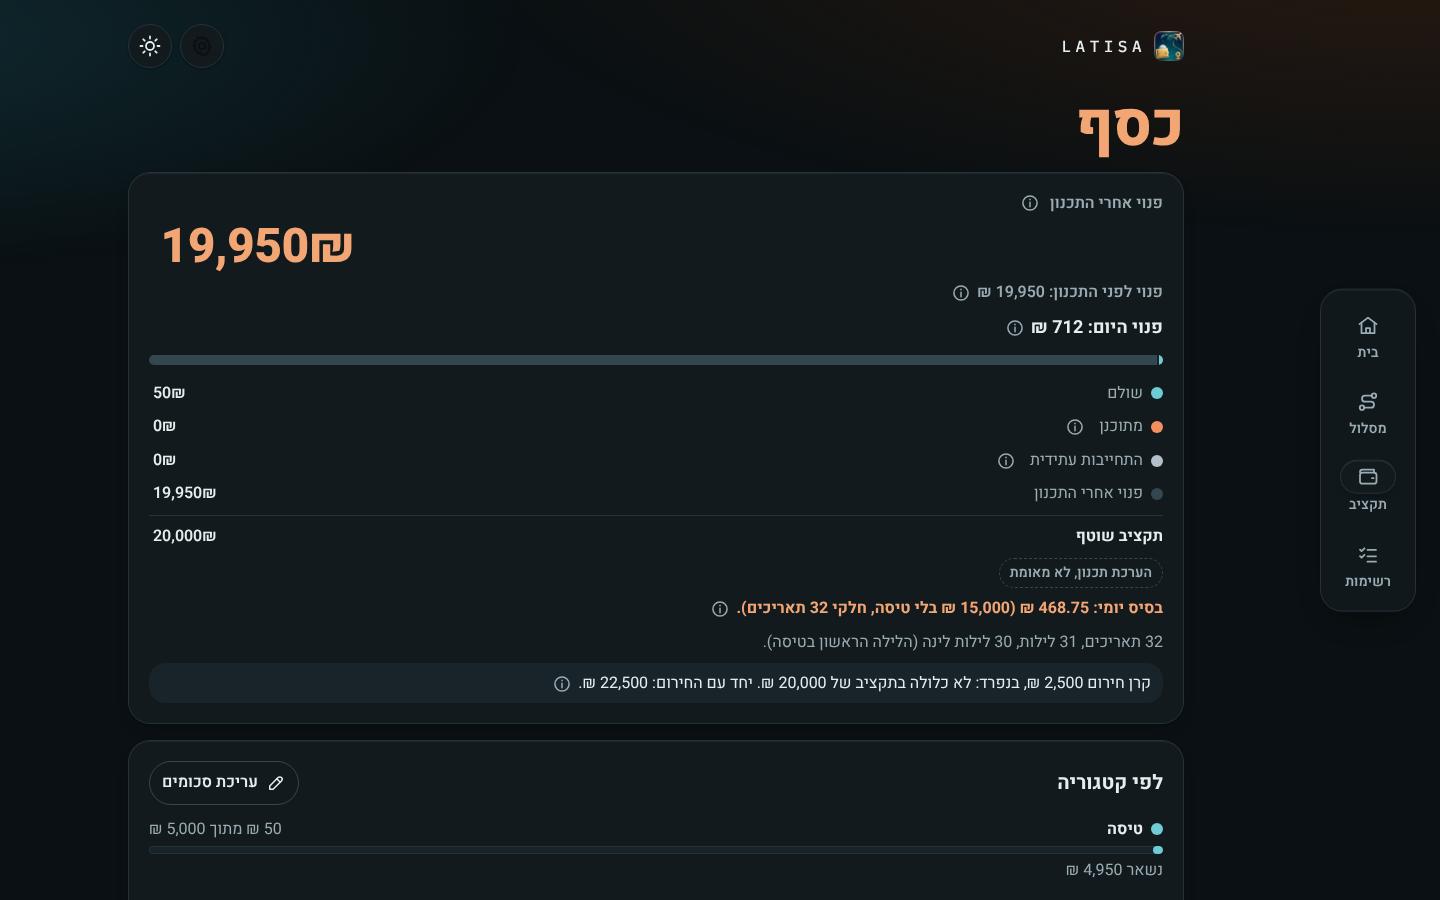 LATISA
כסף
פנוי אחרי התכנון
19,950₪
פנוי לפני התכנון: 19,950 ₪
פנוי היום: 712 ₪
שולם 50₪
מתוכנן 0₪
התחייבות עתידית 0₪
פנוי אחרי התכנון 19,950₪
תקציב שוטף 20,000₪
הערכת תכנון, לא מאומת
בסיס יומי: 468.75 ₪ (15,000 ₪ בלי טיסה, חלקי 32 תאריכים).
32 תאריכים, 31 לילות, 30 לילות לינה (הלילה הראשון בטיסה).
קרן חירום 2,500 ₪, בנפרד: לא כלולה בתקציב של 20,000 ₪. יחד עם החירום: 22,500 ₪.
לפי קטגוריה
עריכת סכומים
טיסה 50 ₪ מתוך 5,000 ₪
נשאר 4,950 ₪
בית
מסלול
תקציב
רשימות